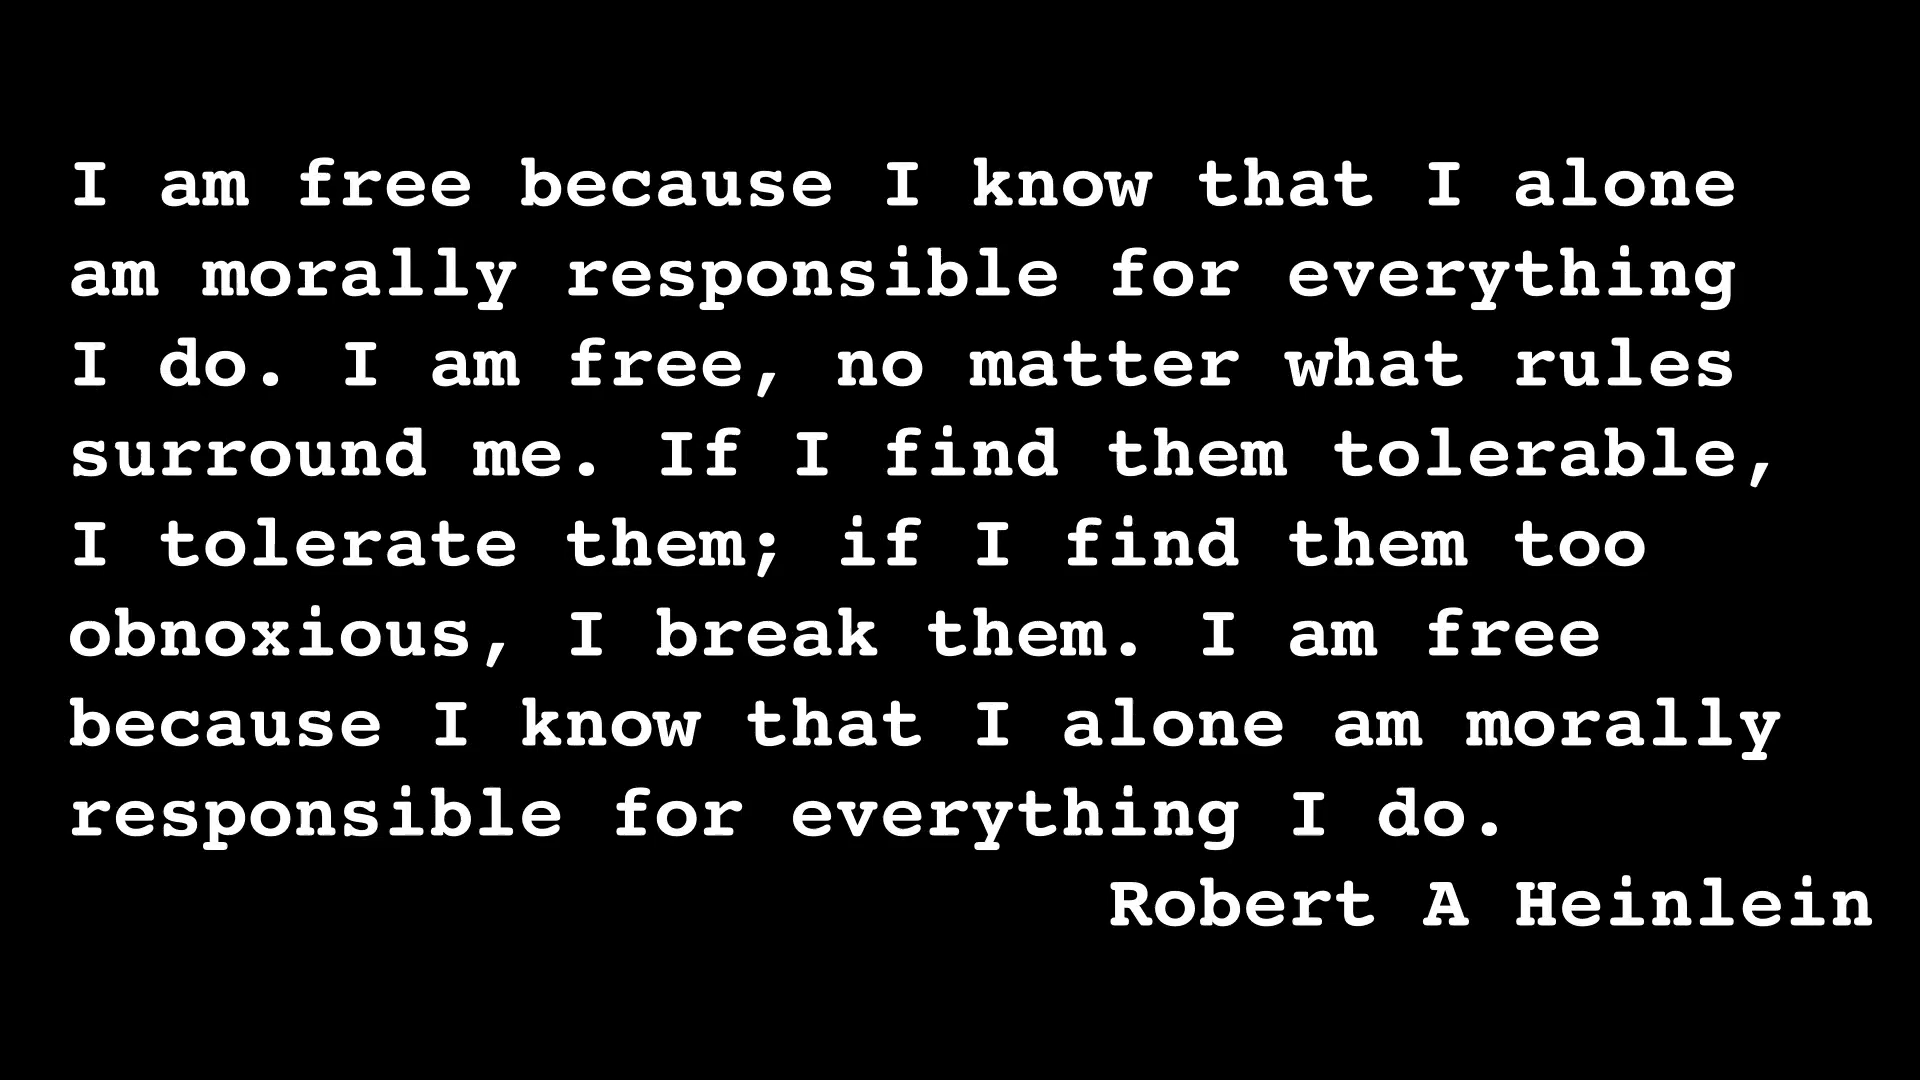 I am free because I know that I alone
am morally responsible for everything
I do. I am free, no matter what rules
surround me. If I find them tolerable,
I tolerate them; if I find them too
obnoxious, I break them. I am free
because I know that I alone am morally
responsible for everything I do.
Robert A Heinlein